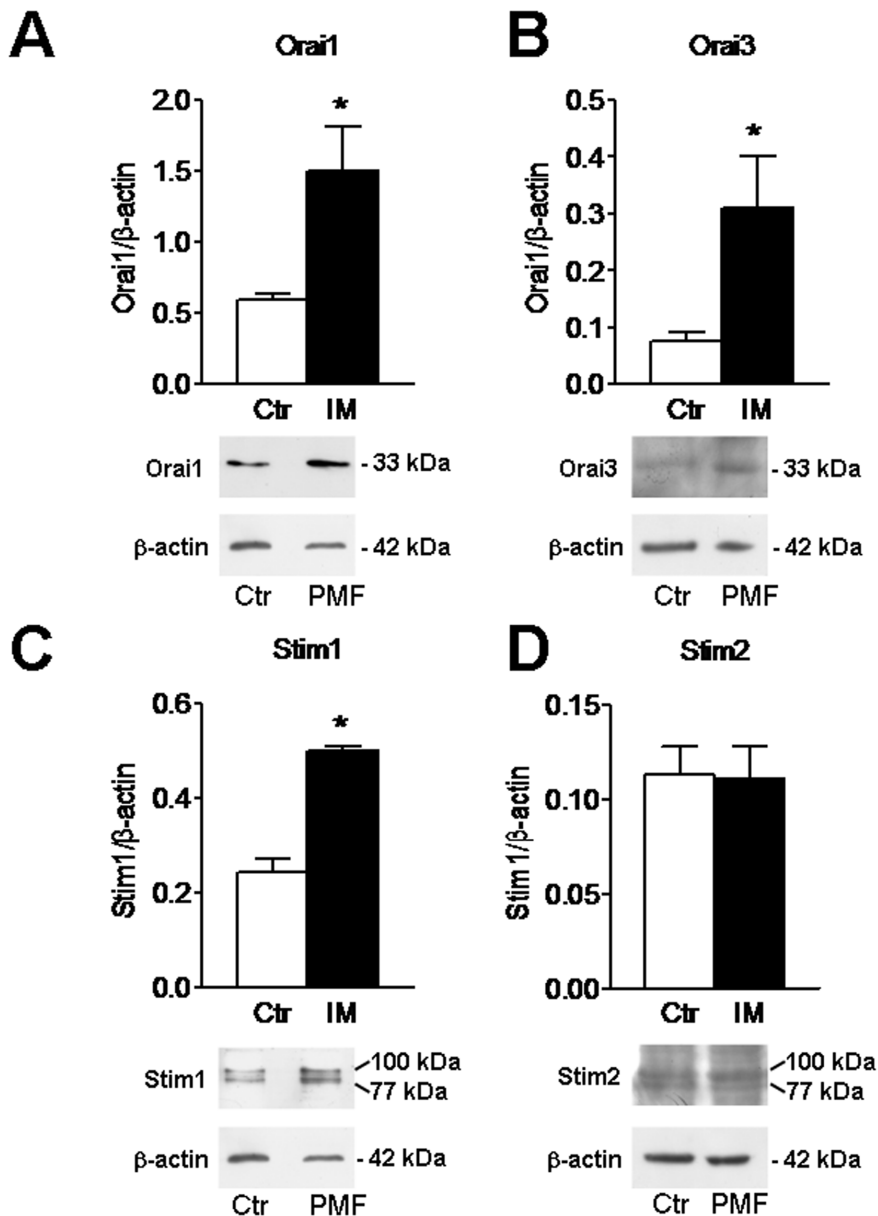 A
Orai1
Orai1/β-actin
2.0
1.5
1.0
0.5
0.0
*
Ctr IM
Orai1 - 33 kDa
β-actin - 42 kDa
Ctr PMF
B
Orai3
Orai1/β-actin
0.5
0.4
0.3
0.2
0.1
0.0
*
Ctr IM
Orai3 - 33 kDa
β-actin - 42 kDa
Ctr PMF
C
Stim1
Stim1/β-actin
0.6
0.4
0.2
0.0
*
Ctr IM
Stim1
100 kDa
77 kDa
β-actin - 42 kDa
Ctr PMF
D
Stim2
Stim1/β-actin
0.15
0.10
0.05
0.00
Ctr IM
Stim2
100 kDa
77 kDa
β-actin - 42 kDa
Ctr PMF